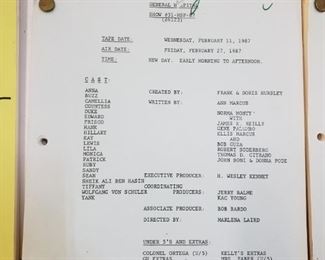 GENERAL HOSPITAL
SHOW #31-HSP-87
(#6123)
TAPE DATE: WEDNESDAY, FEBRUARY 11, 1987
AIR DATE: FRIDAY, FEBRUARY 27, 1987
TIME: NEW DAY. EARLY MORNING TO AFTERNOON.
CAST:
ANNA CREATED BY: FRANK & DORIS HURSLEY
BUZZ
CAMELLIA WRITTEN BY: ANN MARCUS
COUNTESS NORMA MONTY
DUKE WITH
EDWARD JAMES E. REILLY
FRISCO GENE PALUMBO
HANK ELLIS MARCUS
HILLARY AND
KAY BOB GUZA
LEWIS ROBERT SODERBERG
LILA THOMAS D. CITRANO
MONICA JOHN BONI & DONNA RODE
PATRICK
RUBY
SANDY
SEAN EXECUTIVE PRODUCER: H. WESLEY KENNEY
SHEIK ALI BEN HASIN
TIFFANY COORDINATING
WOLFGANG VON SCHULER PRODUCERS: JERRY BALME
YANK KAC YOUNG
ASSOCIATE PRODUCER: BOB BARDO
DIRECTED BY: MARLENA LAIRD
UNDER 5'S AND EXTRAS:
COLONEL ORTEGA (U/5) KELLY'S EXTRAS